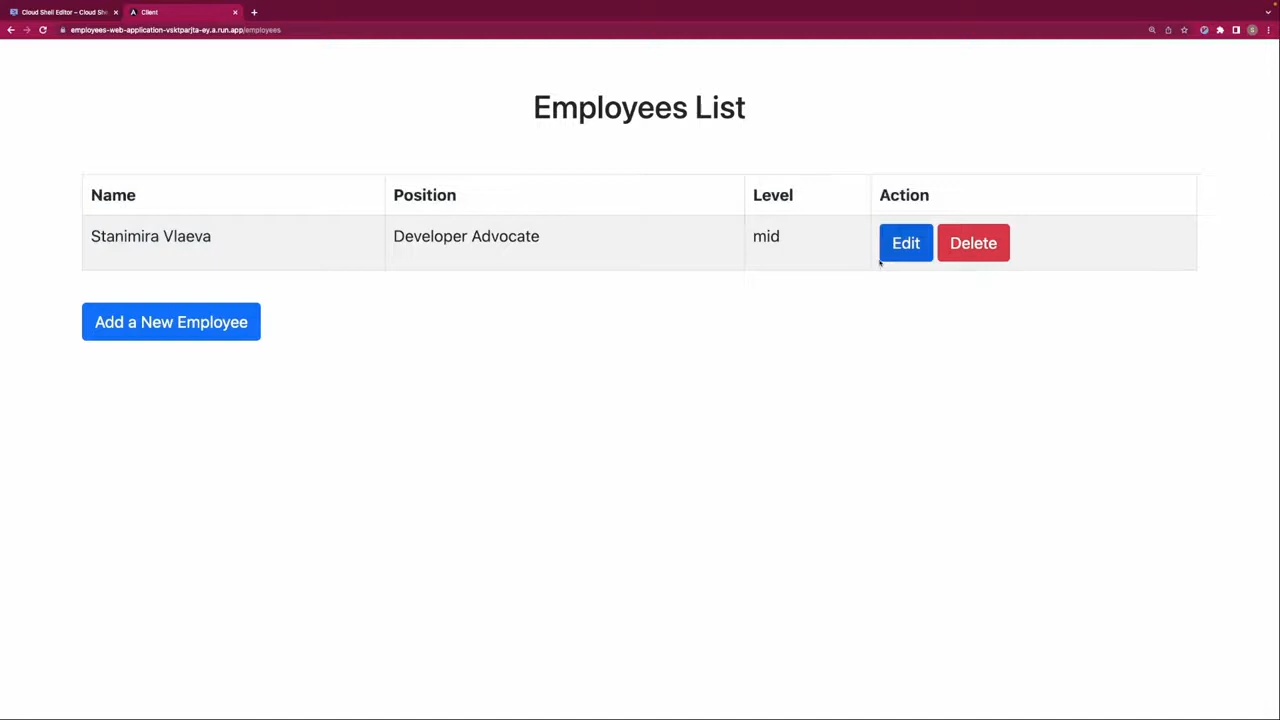 Cloud Shell Editor – Cloud She
Client
employees-web-application-vsktparjta-ey.a.run.app/employees
Employees List
Name Position Level Action
Stanimira Vlaeva Developer Advocate mid Edit Delete
Add a New Employee